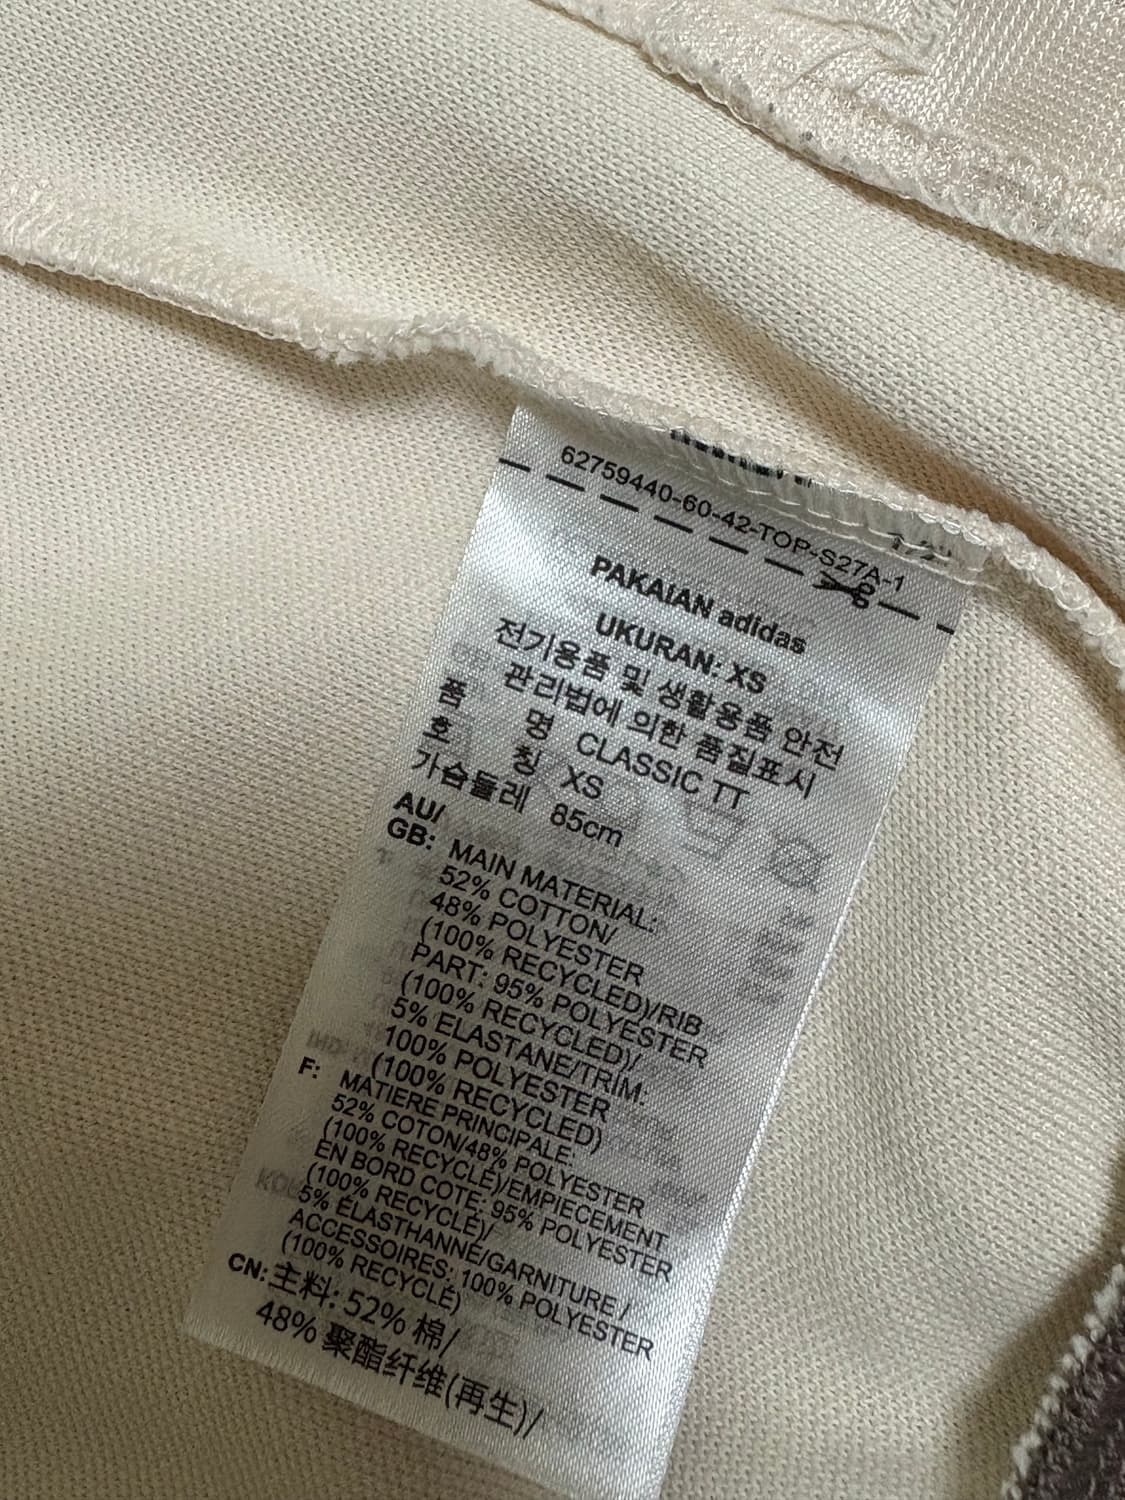 62759440-60-42-TOP-S27A-1
PAKAIAN adidas
UKURAN: XS
전기용품 및 생활용품 안전
관리법에 의한 품질표시
품 명 CLASSIC TT
호 칭 XS
가슴둘레 85cm
AU/
GB: MAIN MATERIAL:
52% COTTON/
48% POLYESTER
(100% RECYCLED)/RIB
PART: 95% POLYESTER
(100% RECYCLED)/
5% ELASTANE/TRIM:
100% POLYESTER
(100% RECYCLED)
F: MATIERE PRINCIPALE:
52% COTON/48% POLYESTER
(100% RECYCLÉ)/EMPIECEMENT
EN BORD COTE: 95% POLYESTER
(100% RECYCLÉ)/
5% ÉLASTHANNE/GARNITURE /
ACCESSOIRES: 100% POLYESTER
(100% RECYCLÉ)
CN: 主料: 52% 棉/
48% 聚酯纤维(再生)/